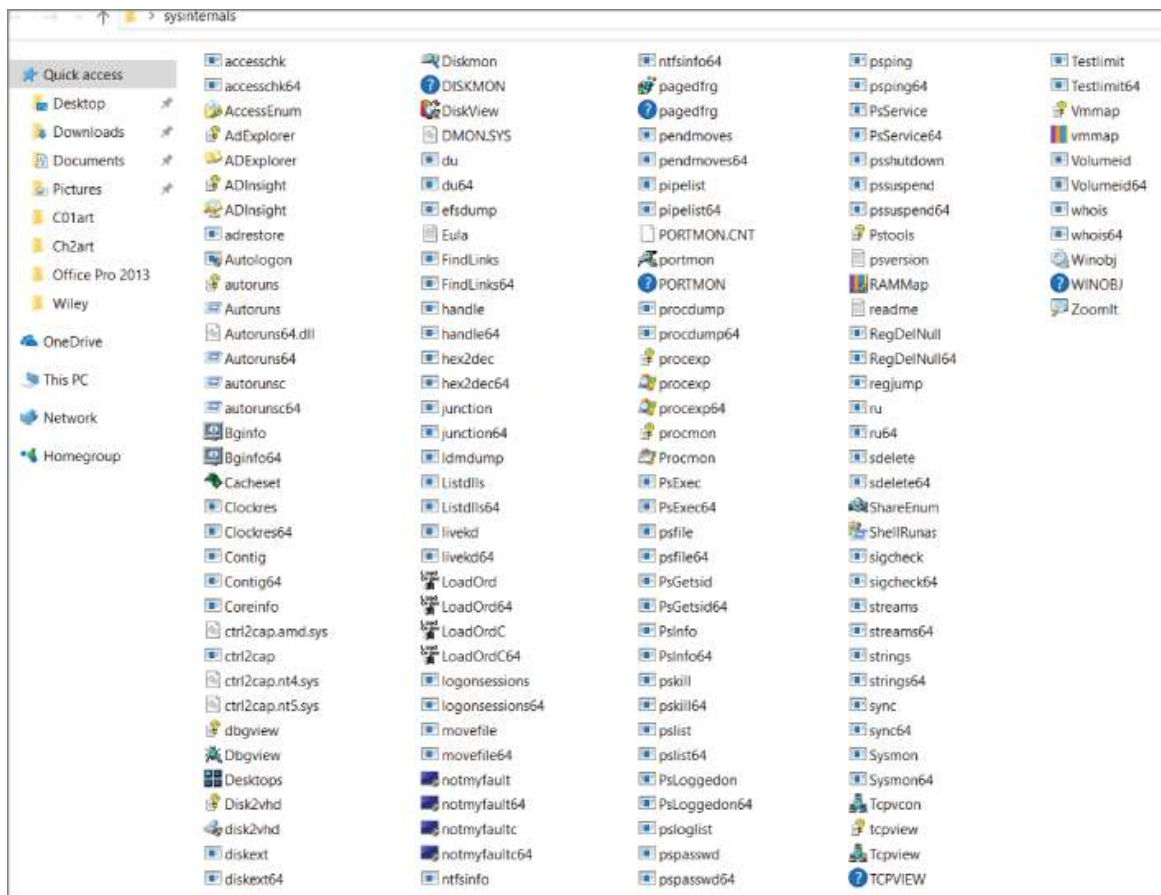 sysinternals
Quick access
Desktop
Downloads
Documents
Pictures
C01art
Ch2art
Office Pro 2013
Wiley
OneDrive
This PC
Network
Homegroup
accesschk
accesschk64
AccessEnum
AdExplorer
ADExplorer
ADInsight
ADInsight
adrestore
Autologon
autoruns
Autoruns
Autoruns64.dll
Autoruns64
autorunsc
autorunsc64
Bginfo
Bginfo64
Cacheset
Clockres
Clockres64
Contig
Contig64
Coreinfo
ctrl2cap.amd.sys
ctrl2cap
ctrl2cap.nt4.sys
ctrl2cap.nt5.sys
dbgview
Dbgview
Desktops
Disk2vhd
disk2vhd
diskext
diskext64
Diskmon
DISKMON
DiskView
DMON.SYS
du
du64
efsdump
Eula
FindLinks
FindLinks64
handle
handle64
hex2dec
hex2dec64
junction
junction64
ldmdump
Listdlls
Listdlls64
livekd
livekd64
LoadOrd
LoadOrd64
LoadOrdC
LoadOrdC64
logonsessions
logonsessions64
movefile
movefile64
notmyfault
notmyfault64
notmyfaultc
notmyfaultc64
ntfsinfo
ntfsinfo64
pagedfrg
pagedfrg
pendmoves
pendmoves64
pipelist
pipelist64
PORTMON.CNT
portmon
PORTMON
procdump
procdump64
procexp
procexp
procexp64
procmon
Procmon
PsExec
PsExec64
psfile
psfile64
PsGetsid
PsGetsid64
PsInfo
PsInfo64
pskill
pskill64
pslist
pslist64
PsLoggedon
PsLoggedon64
psloglist
pspasswd
pspasswd64
psping
psping64
PsService
PsService64
psshutdown
pssuspend
pssuspend64
Pstools
psversion
RAMMap
readme
RegDelNull
RegDelNull64
regjump
ru
ru64
sdelete
sdelete64
ShareEnum
ShellRunas
sigcheck
sigcheck64
streams
streams64
strings
strings64
sync
sync64
Sysmon
Sysmon64
Tcpvcon
tcpview
Tcpview
TCPVIEW
Testlimit
Testlimit64
Vmmap
vmmap
Volumeid
Volumeid64
whois
whois64
Winobj
WINOBJ
ZoomIt